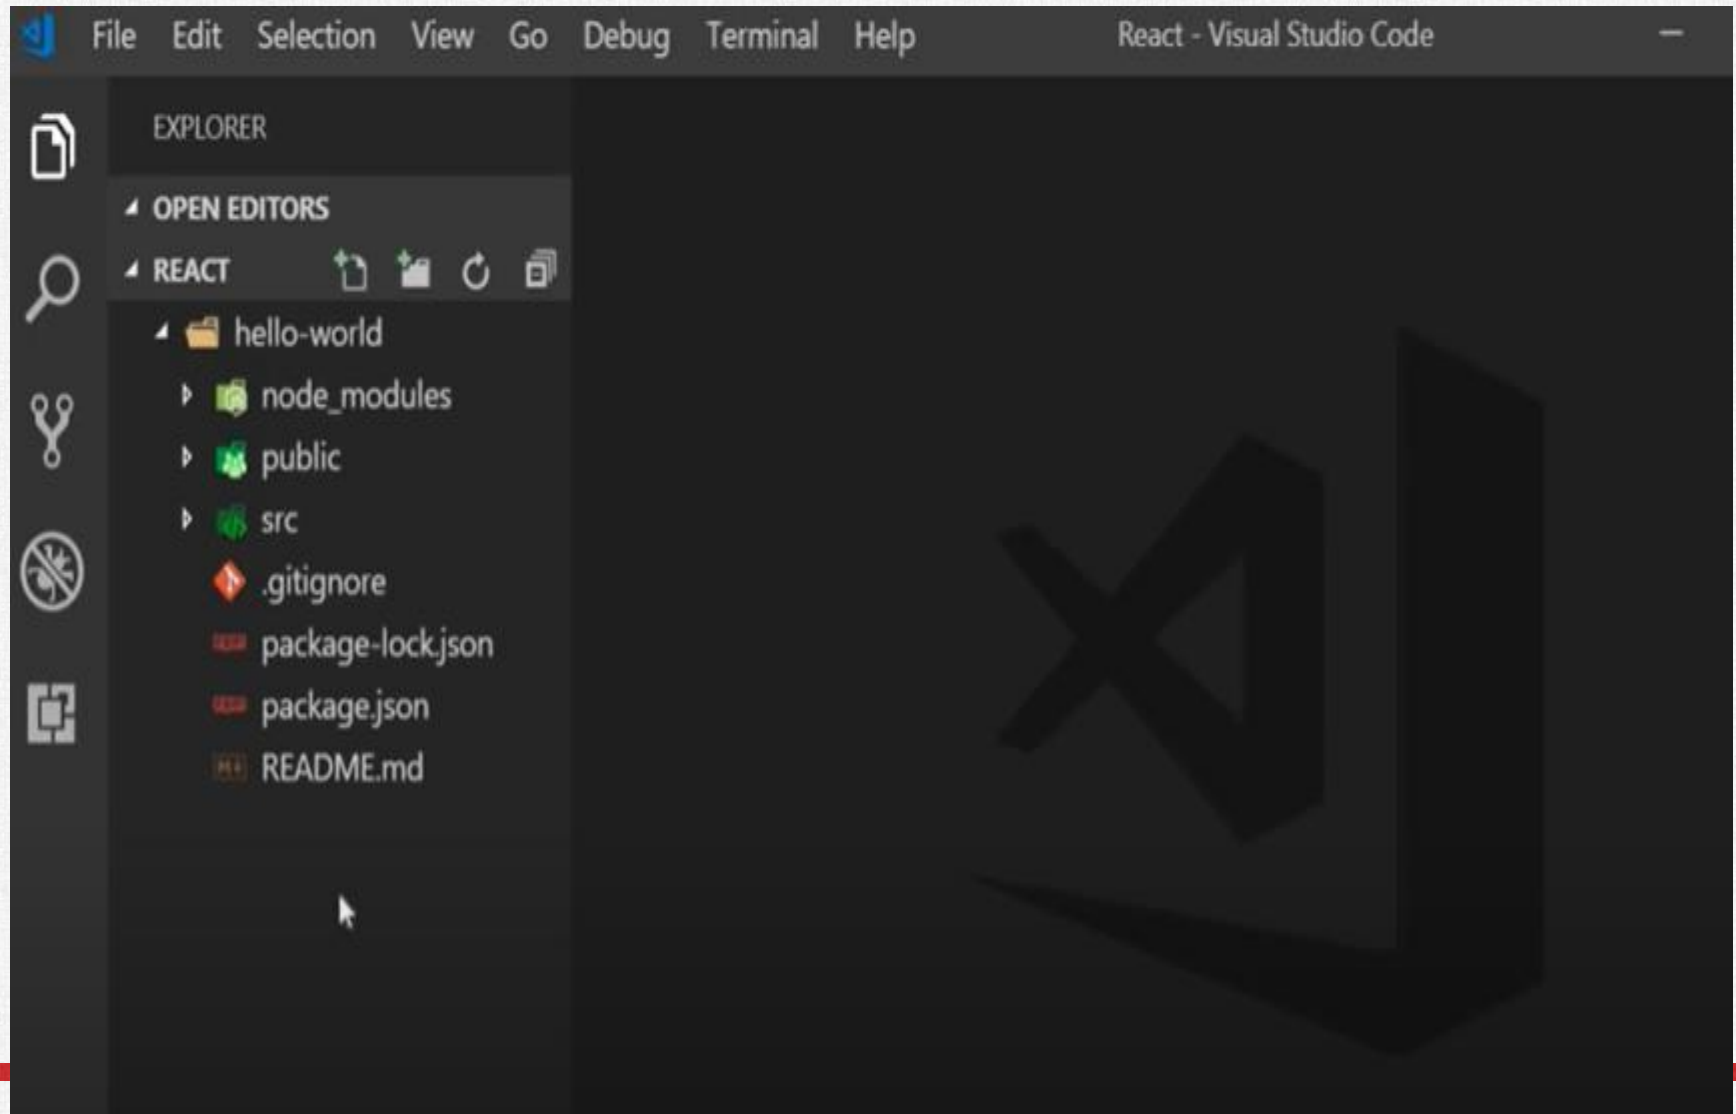 File Edit Selection View Go Debug Terminal Help React - Visual Studio Code
EXPLORER
OPEN EDITORS
REACT
hello-world
node_modules
public
src
.gitignore
package-lock.json
package.json
README.md